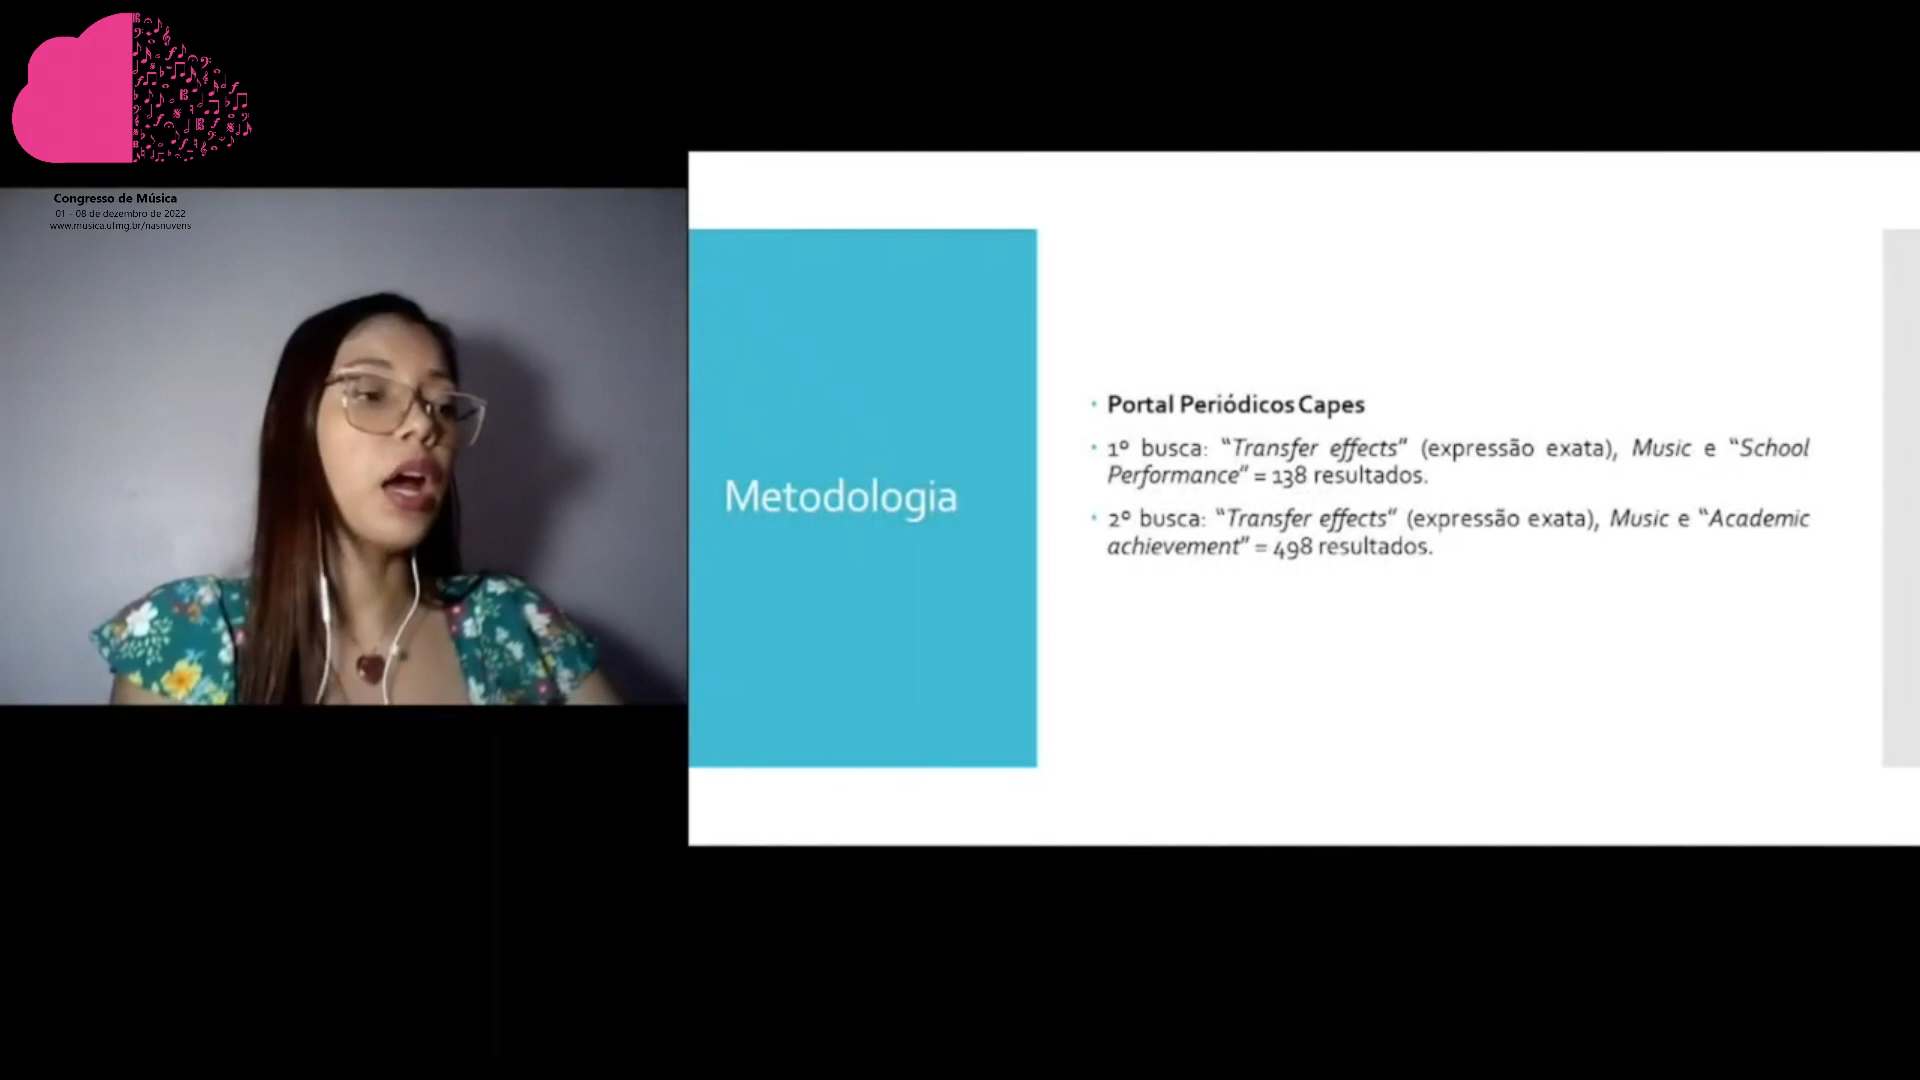 Congresso de Música
01 - 08 de dezembro de 2022
www.musica.ufmg.br/nasnuvens
Metodologia
Portal Periódicos Capes
1º busca: “Transfer effects” (expressão exata), Music e “School
Performance” = 138 resultados.
2º busca: “Transfer effects” (expressão exata), Music e “Academic
achievement” = 498 resultados.